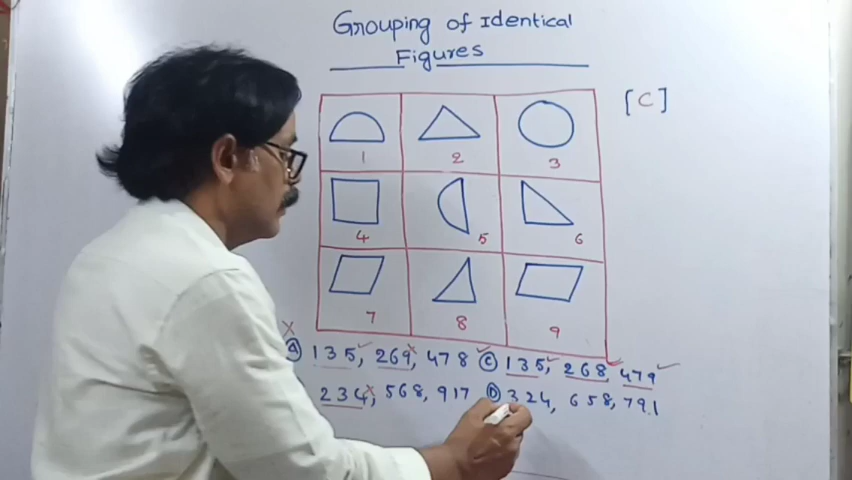 Grouping of Identical
Figures
[C]
1 2 3
4 5 6
7 8 9
A 135, 269, 478 C 135, 268, 479
234, 568, 917 D 324, 658, 791